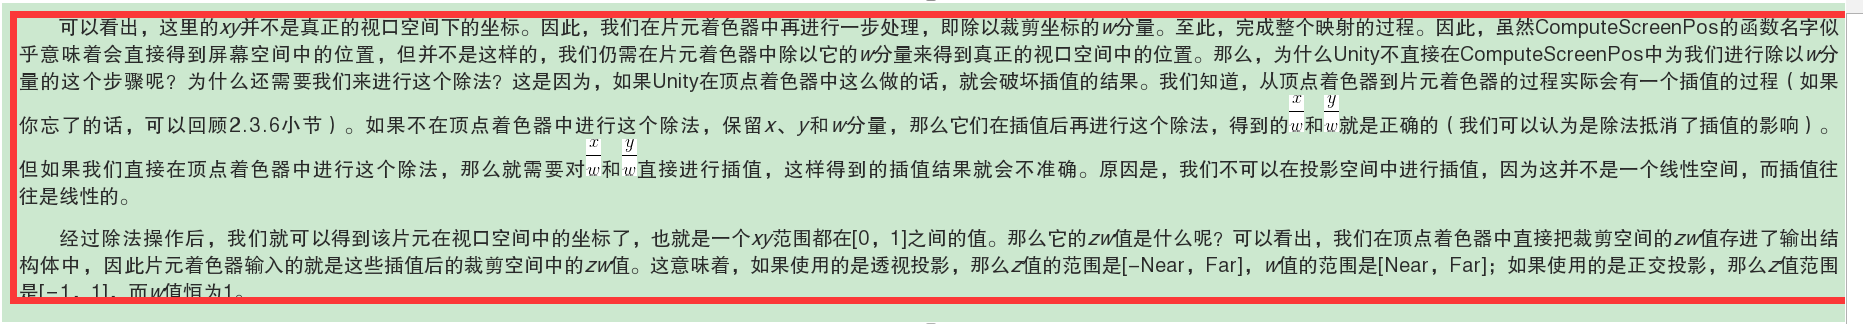 可以看出，这里的xy并不是真正的视口空间下的坐标。因此，我们在片元着色器中再进行一步处理，即除以裁剪坐标的w分量。至此，完成整个映射的过程。因此，虽然ComputeScreenPos的函数名字似
乎意味着会直接得到屏幕空间中的位置，但并不是这样的，我们仍需在片元着色器中除以它的w分量来得到真正的视口空间中的位置。那么，为什么Unity不直接在ComputeScreenPos中为我们进行除以w分
量的这个步骤呢？为什么还需要我们来进行这个除法？这是因为，如果Unity在顶点着色器中这么做的话，就会破坏插值的结果。我们知道，从顶点着色器到片元着色器的过程实际会有一个插值的过程（如果
你忘了的话，可以回顾2.3.6小节）。如果不在顶点着色器中进行这个除法，保留x、y和w分量，那么它们在插值后再进行这个除法，得到的x/w和y/w就是正确的（我们可以认为是除法抵消了插值的影响）。
但如果我们直接在顶点着色器中进行这个除法，那么就需要对x/w和y/w直接进行插值，这样得到的插值结果就会不准确。原因是，我们不可以在投影空间中进行插值，因为这并不是一个线性空间，而插值往
往是线性的。
经过除法操作后，我们就可以得到该片元在视口空间中的坐标了，也就是一个xy范围都在[0，1]之间的值。那么它的zw值是什么呢？可以看出，我们在顶点着色器中直接把裁剪空间的zw值存进了输出结
构体中，因此片元着色器输入的就是这些插值后的裁剪空间中的zw值。这意味着，如果使用的是透视投影，那么z值的范围是[-Near，Far]，w值的范围是[Near，Far]；如果使用的是正交投影，那么z值范围
是[-1，1]，而w值恒为1。